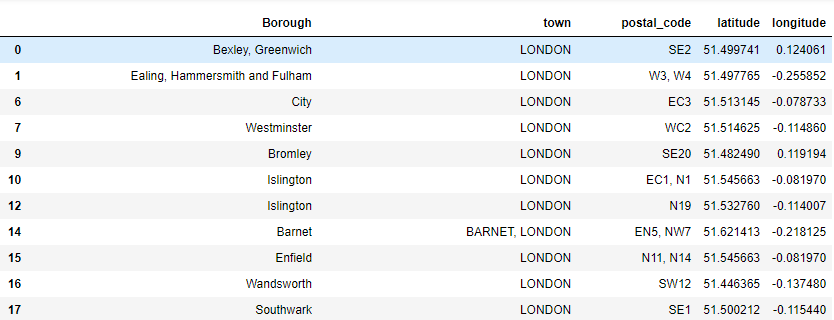 Borough town postal_code latitude longitude
0 Bexley, Greenwich LONDON SE2 51.499741 0.124061
1 Ealing, Hammersmith and Fulham LONDON W3, W4 51.497765 -0.255852
6 City LONDON EC3 51.513145 -0.078733
7 Westminster LONDON WC2 51.514625 -0.114860
9 Bromley LONDON SE20 51.482490 0.119194
10 Islington LONDON EC1, N1 51.545663 -0.081970
12 Islington LONDON N19 51.532760 -0.114007
14 Barnet BARNET, LONDON EN5, NW7 51.621413 -0.218125
15 Enfield LONDON N11, N14 51.545663 -0.081970
16 Wandsworth LONDON SW12 51.446365 -0.137480
17 Southwark LONDON SE1 51.500212 -0.115440